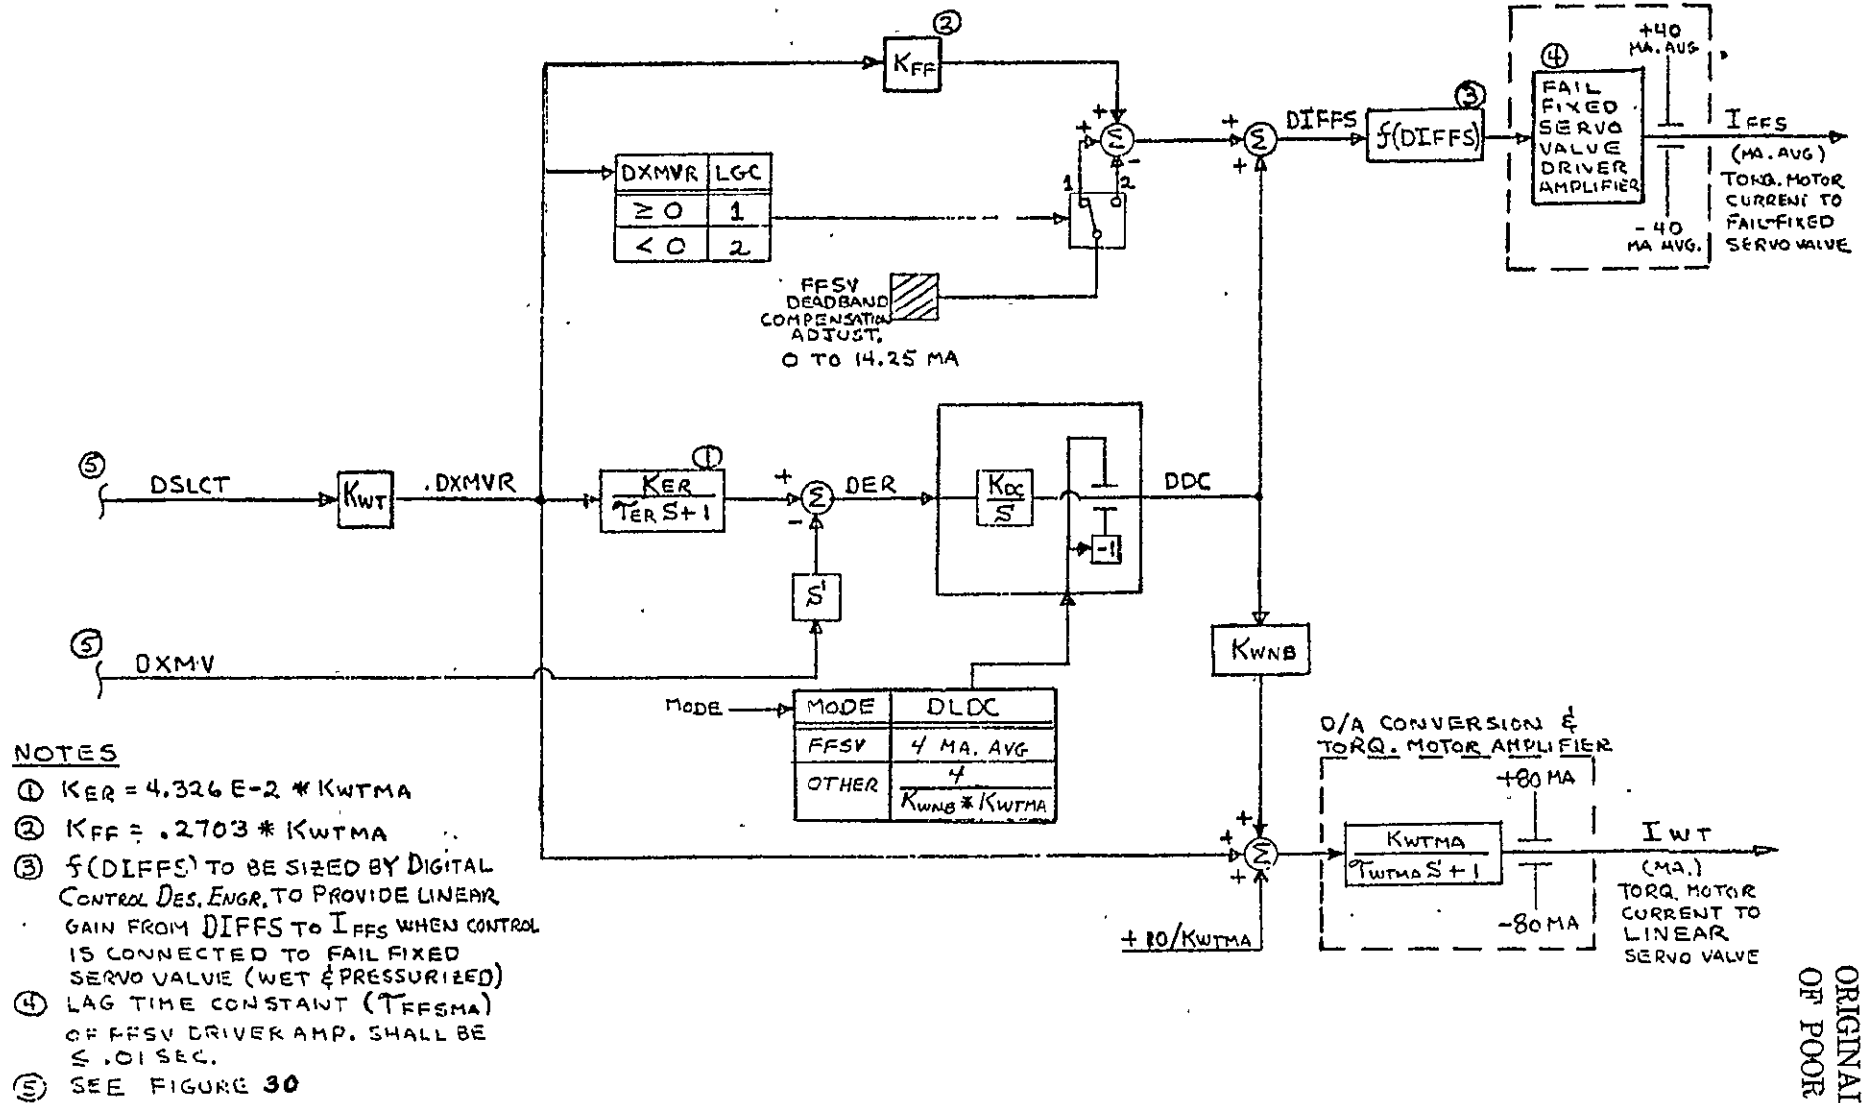 ②
KFF
④
FAIL
FIXED
SERVO
VALVE
DRIVER
AMPLIFIER
+40
MA. AVG
-40
MA AVG.
IFFS
(MA. AVG)
TORQ. MOTOR
CURRENT TO
FAIL-FIXED
SERVO VALVE
③
DIFFS
f(DIFFS)
+
+
Σ
-
+
+
Σ
1
2
DXMVR LGC
≥ 0 1
< 0 2
FFSV
DEADBAND
COMPENSATION
ADJUST.
0 TO 14.25 MA
⑤
DSLCT
KWT
DXMVR
①
KER
τER S+1
+
Σ
-
DER
KDC
S
-1
DDC
S
⑤
DXMV
KWNB
MODE
MODE DLDC
FFSV 4 MA. AVG
OTHER 4
KWNB * KWTMA
D/A CONVERSION &
TORQ. MOTOR AMPLIFIER
+
+
Σ
+
+10/KWTMA
KWTMA
τWTMA S+1
+80 MA
-80 MA
IWT
(MA.)
TORQ. MOTOR
CURRENT TO
LINEAR
SERVO VALVE
NOTES
① KER = 4.326 E-2 * KWTMA
② KFF = .2703 * KWTMA
③ f(DIFFS) TO BE SIZED BY DIGITAL
CONTROL DES. ENGR. TO PROVIDE LINEAR
GAIN FROM DIFFS TO IFFS WHEN CONTROL
IS CONNECTED TO FAIL FIXED
SERVO VALVE (WET & PRESSURIZED)
④ LAG TIME CONSTANT (τFFSMA)
OF FFSV DRIVER AMP. SHALL BE
≤ .01 SEC.
⑤ SEE FIGURE 30
ORIGINAL
OF POOR